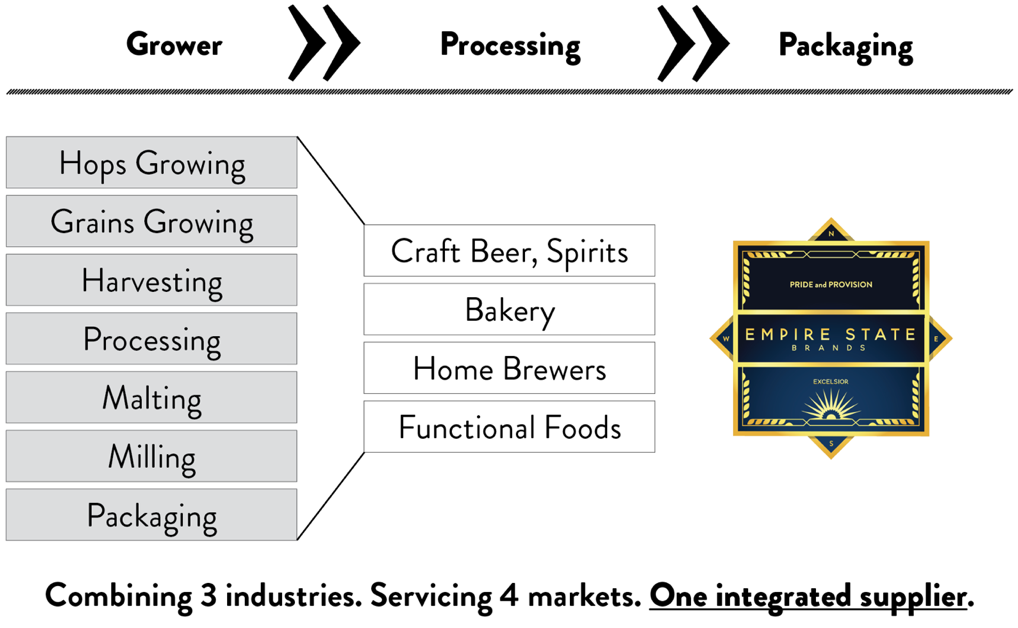 Grower
Processing
Packaging
Hops Growing
Grains Growing
Harvesting
Processing
Malting
Milling
Packaging
Craft Beer, Spirits
Bakery
Home Brewers
Functional Foods
N
PRIDE and PROVISION
W
EMPIRE STATE
E
BRANDS
EXCELSIOR
S
Combining 3 industries. Servicing 4 markets. One integrated supplier.